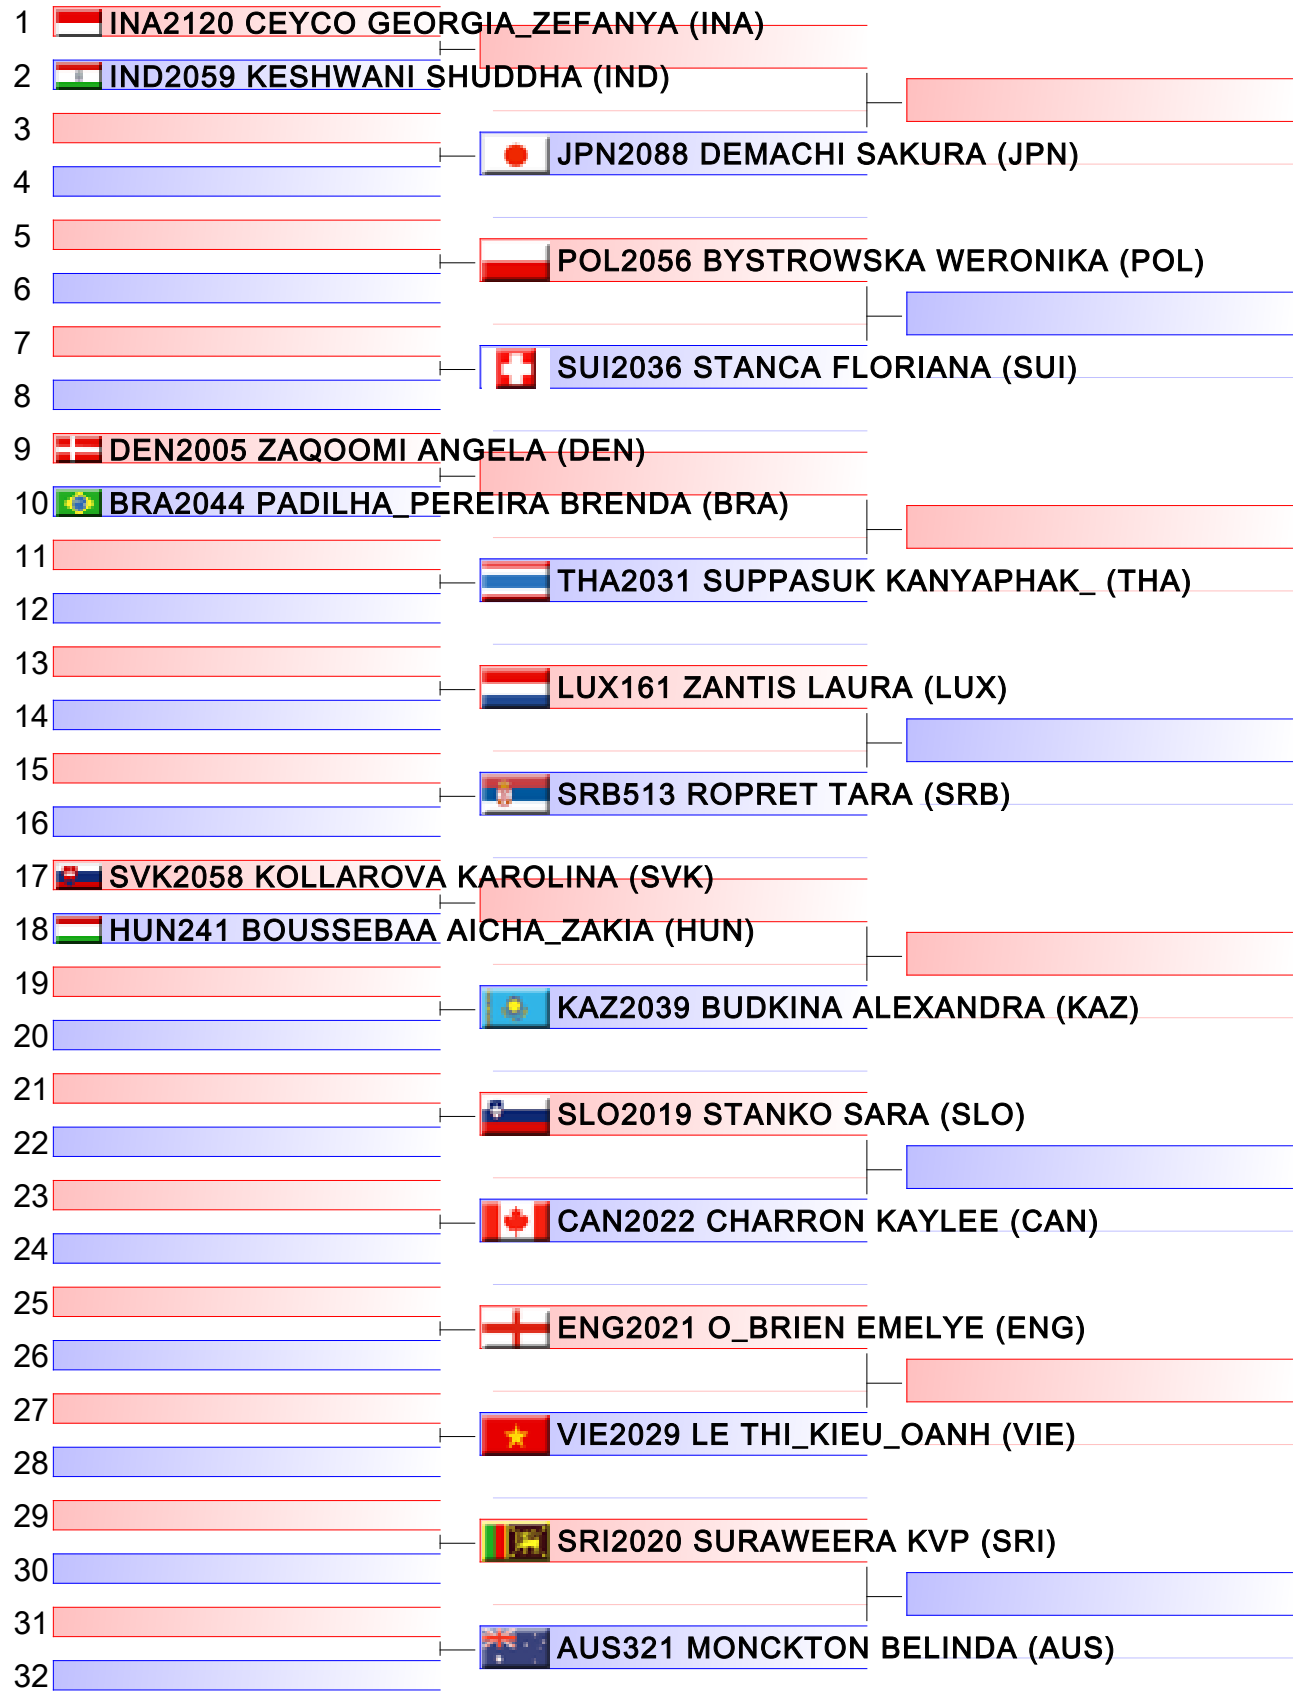 1 INA2120 CEYCO GEORGIA_ZEFANYA (INA)
2 IND2059 KESHWANI SHUDDHA (IND)
3
JPN2088 DEMACHI SAKURA (JPN)
4
5
POL2056 BYSTROWSKA WERONIKA (POL)
6
7
SUI2036 STANCA FLORIANA (SUI)
8
9 DEN2005 ZAQOOMI ANGELA (DEN)
10 BRA2044 PADILHA_PEREIRA BRENDA (BRA)
11
THA2031 SUPPASUK KANYAPHAK_ (THA)
12
13
LUX161 ZANTIS LAURA (LUX)
14
15
SRB513 ROPRET TARA (SRB)
16
17 SVK2058 KOLLAROVA KAROLINA (SVK)
18 HUN241 BOUSSEBAA AICHA_ZAKIA (HUN)
19
KAZ2039 BUDKINA ALEXANDRA (KAZ)
20
21
SLO2019 STANKO SARA (SLO)
22
23
CAN2022 CHARRON KAYLEE (CAN)
24
25
ENG2021 O_BRIEN EMELYE (ENG)
26
27
VIE2029 LE THI_KIEU_OANH (VIE)
28
29
SRI2020 SURAWEERA KVP (SRI)
30
31
AUS321 MONCKTON BELINDA (AUS)
32